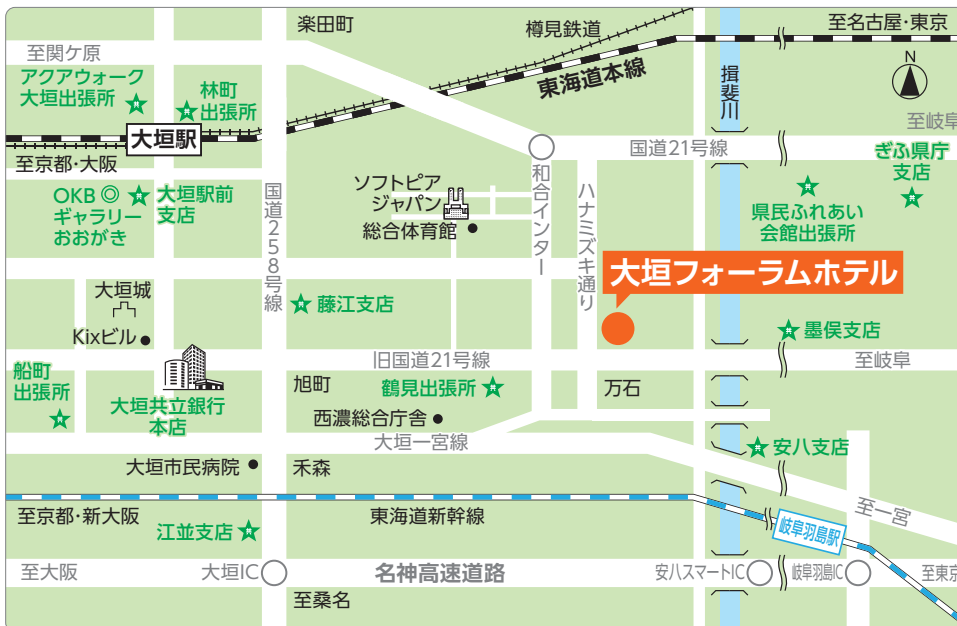 楽田町
樽見鉄道
至名古屋・東京
至関ケ原
東海道本線
アクアウォーク
大垣出張所
林町
出張所
揖斐川
N
大垣駅
至岐阜
国道21号線
至京都・大阪
ぎふ県庁
支店
OKB◎
ギャラリー
おおがき
大垣駅前
支店
国道258号線
ソフトピア
ジャパン
総合体育館
和合インター
ハナミズキ通り
県民ふれあい
会館出張所
大垣フォーラムホテル
大垣城
藤江支店
Kixビル
墨俣支店
旧国道21号線
至岐阜
船町
出張所
旭町
鶴見出張所
万石
大垣共立銀行
本店
西濃総合庁舎
大垣一宮線
安八支店
大垣市民病院
禾森
至京都・新大阪
東海道新幹線
至一宮
江並支店
岐阜羽島駅
至大阪
大垣IC
名神高速道路
安八スマートIC
岐阜羽島IC
至東京
至桑名